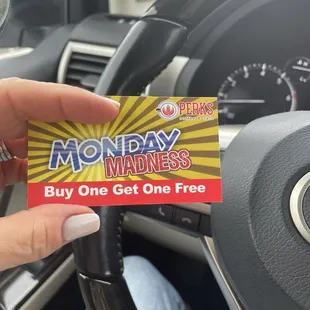 PERKS
MONDAY
MADNESS
Buy One Get One Free